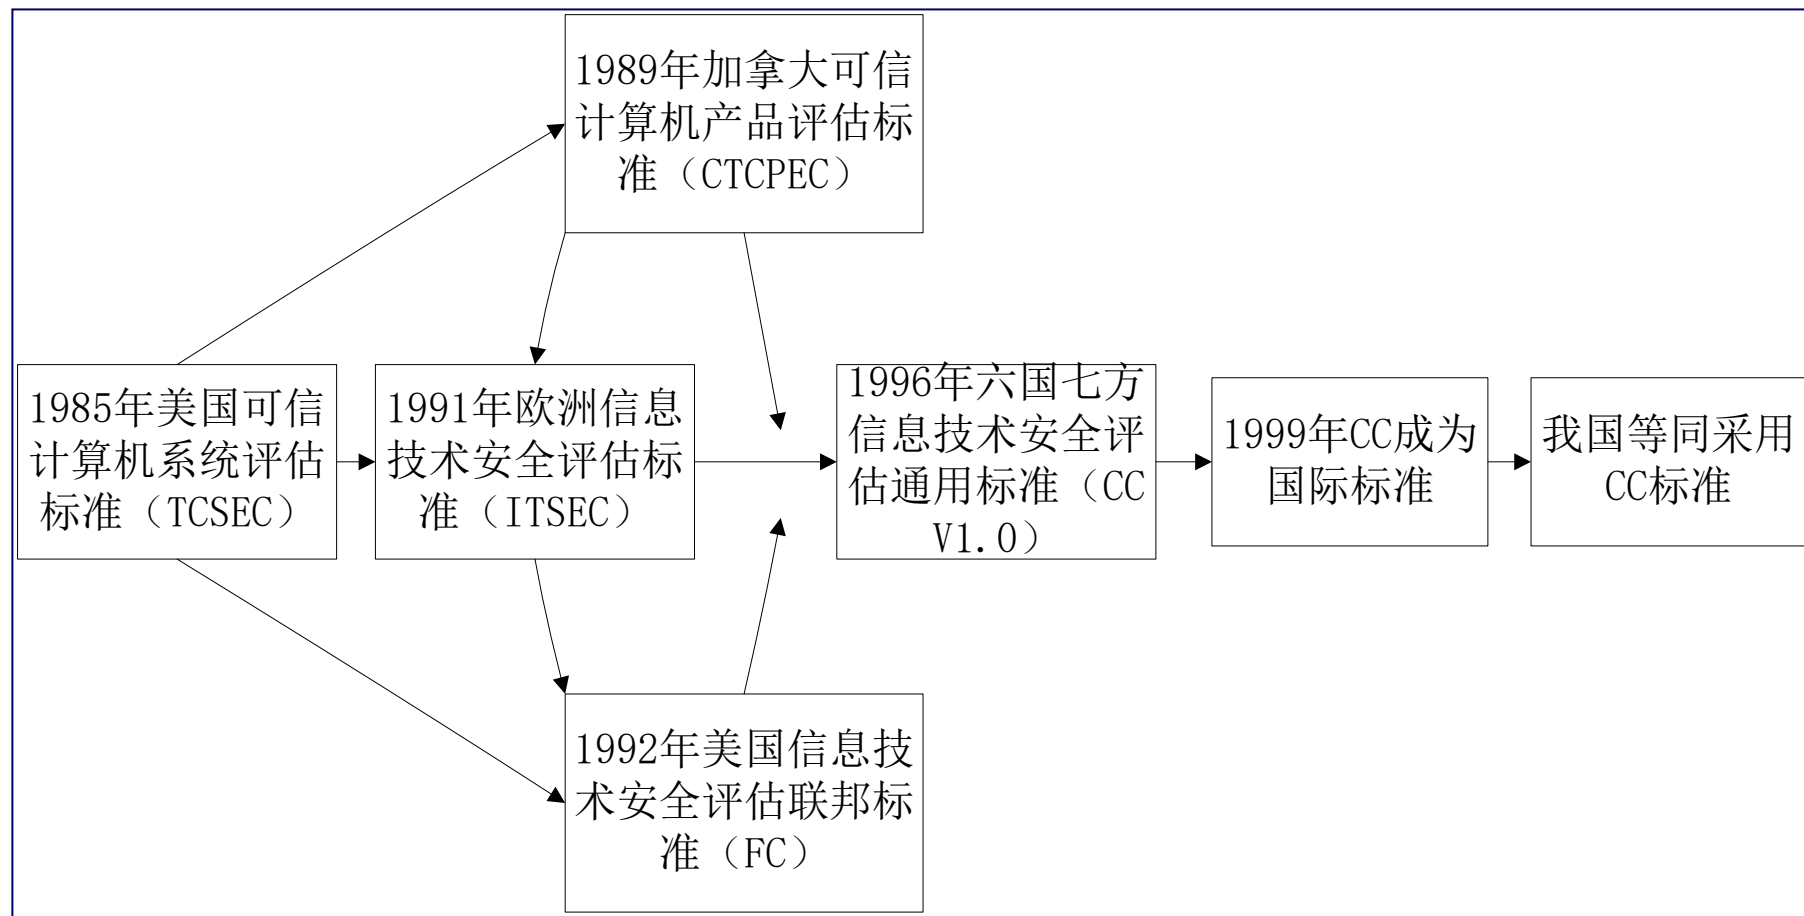 1989年加拿大可信
计算机产品评估标
准（CTCPEC）
1985年美国可信
计算机系统评估
标准（TCSEC）
1991年欧洲信息
技术安全评估标
准（ITSEC）
1996年六国七方
信息技术安全评
估通用标准（CC
V1.0）
1999年CC成为
国际标准
我国等同采用
CC标准
1992年美国信息技
术安全评估联邦标
准（FC）